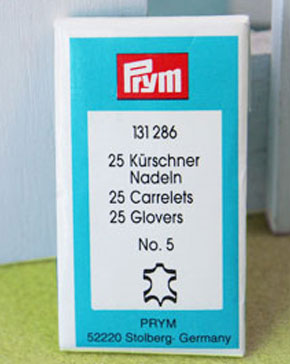 Prym
131 286
25 Kürschner
Nadeln
25 Carrelets
25 Glovers
No. 5
PRYM
52220 Stolberg- Germany